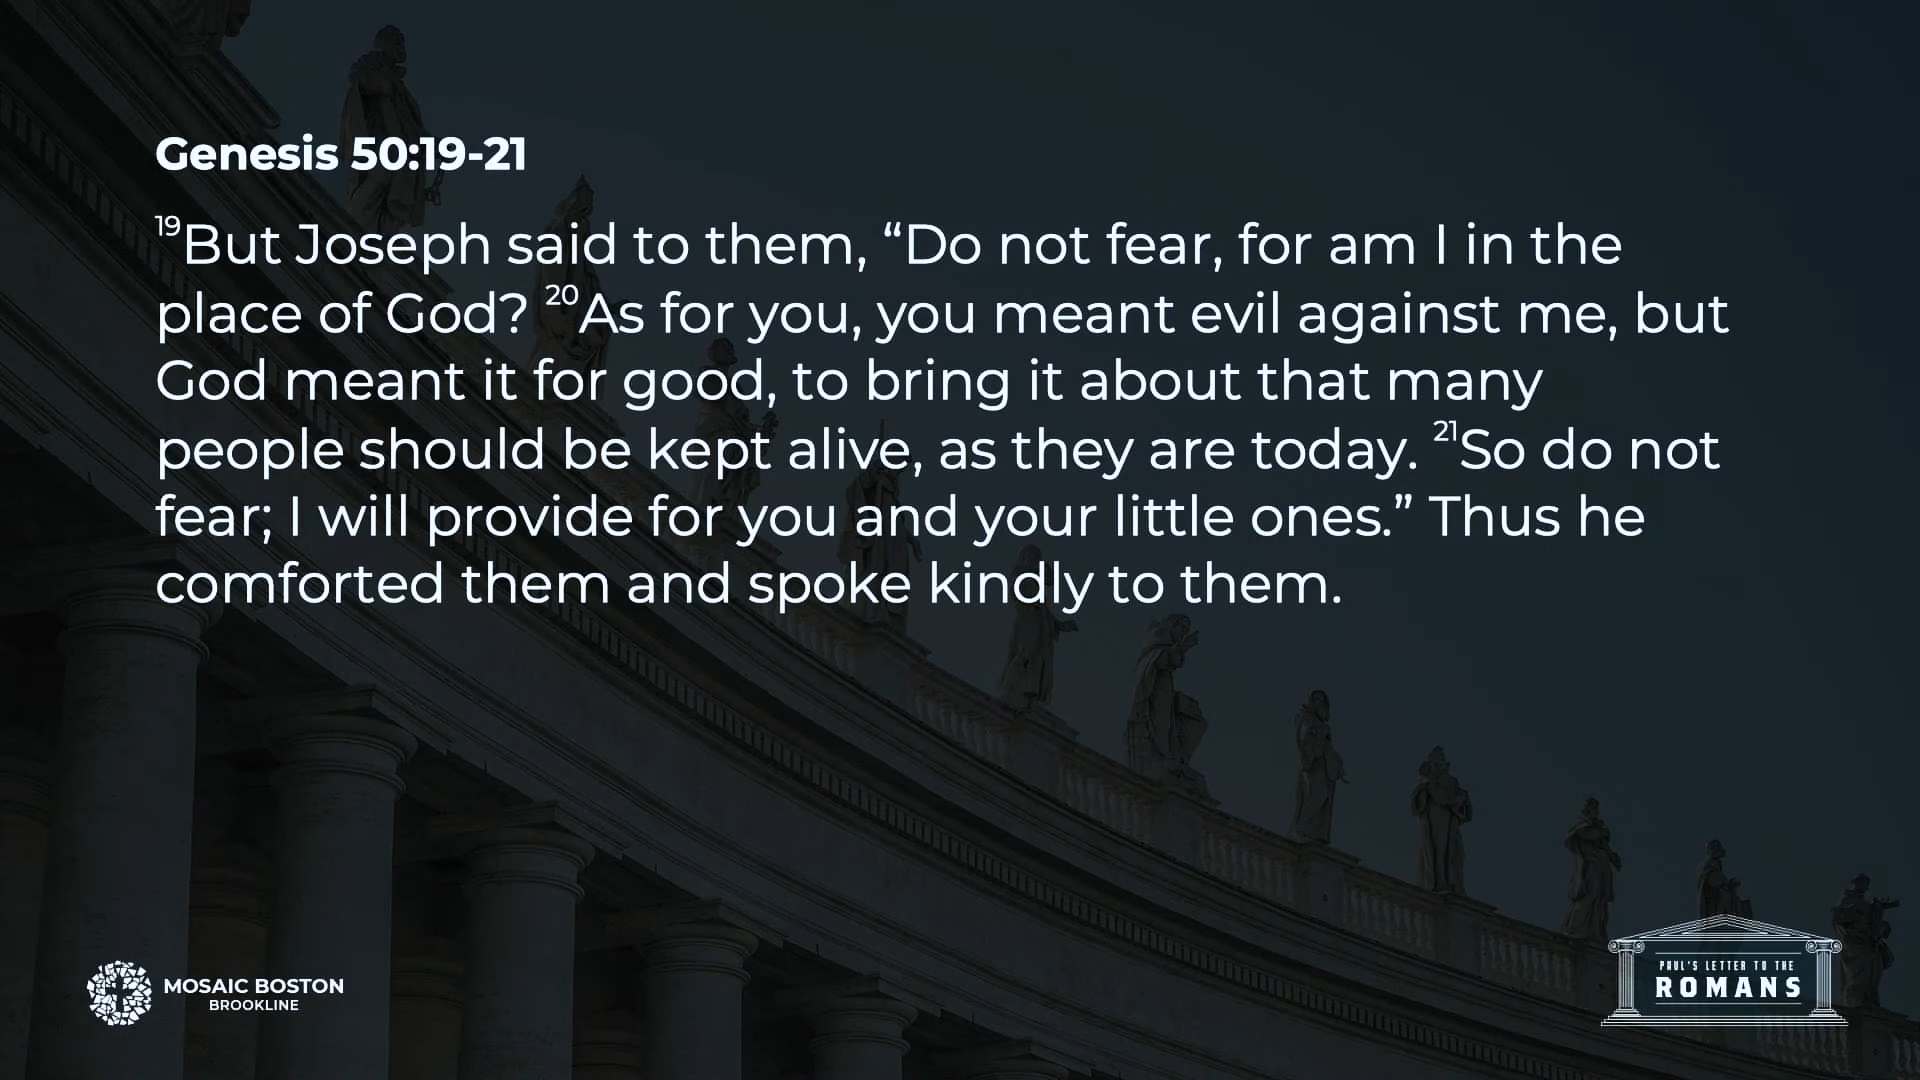 Genesis 50:19-21
19But Joseph said to them, “Do not fear, for am I in the
place of God? 20As for you, you meant evil against me, but
God meant it for good, to bring it about that many
people should be kept alive, as they are today. 21So do not
fear; I will provide for you and your little ones.” Thus he
comforted them and spoke kindly to them.
MOSAIC BOSTON
BROOKLINE
PAUL'S LETTER TO THE
ROMANS